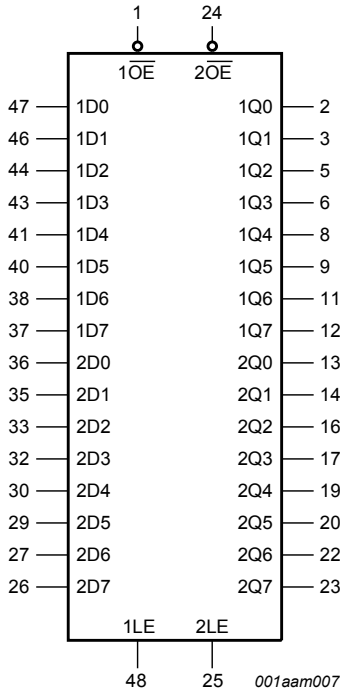 1 24
1O̅E̅ 2O̅E̅
47 1D0 1Q0 2
46 1D1 1Q1 3
44 1D2 1Q2 5
43 1D3 1Q3 6
41 1D4 1Q4 8
40 1D5 1Q5 9
38 1D6 1Q6 11
37 1D7 1Q7 12
36 2D0 2Q0 13
35 2D1 2Q1 14
33 2D2 2Q2 16
32 2D3 2Q3 17
30 2D4 2Q4 19
29 2D5 2Q5 20
27 2D6 2Q6 22
26 2D7 2Q7 23
1LE 2LE
48 25 001aam007